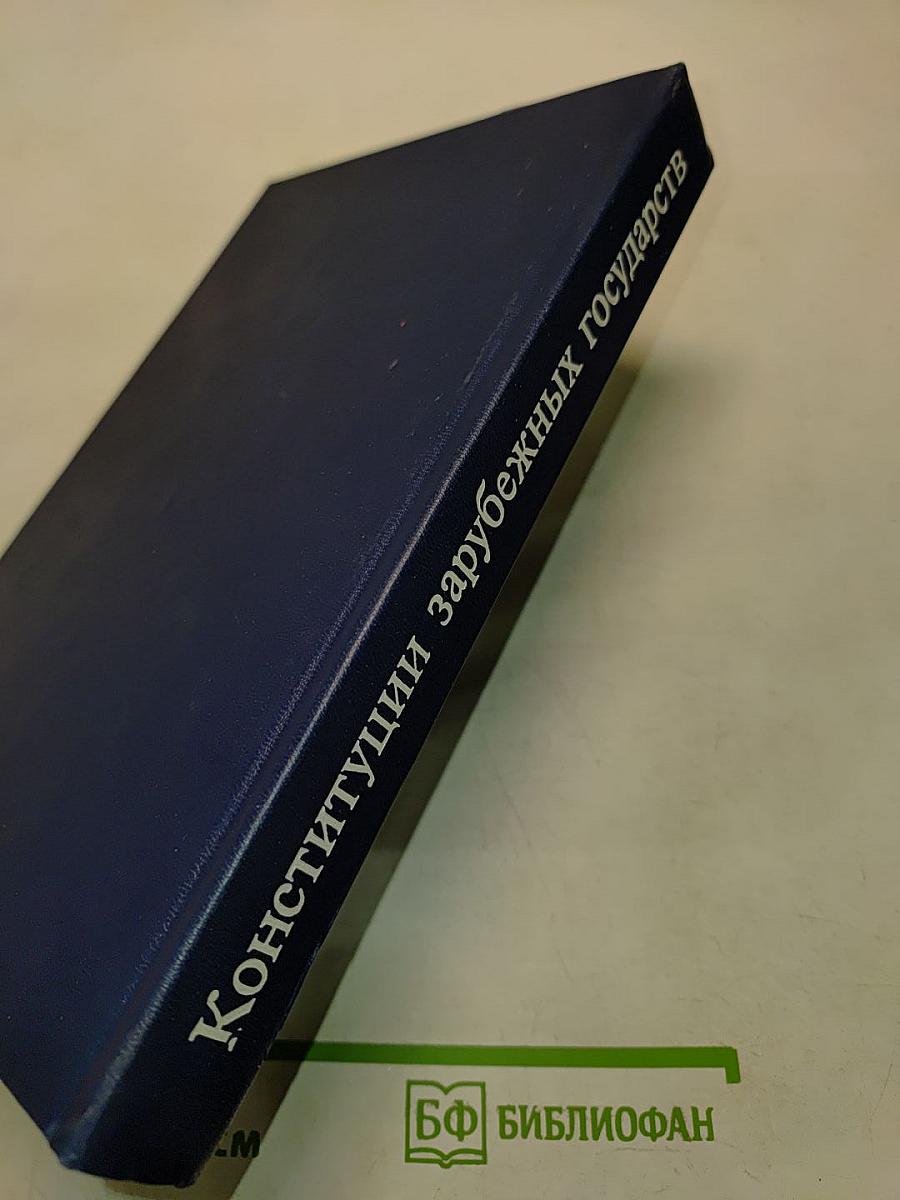 Конституции зарубежных государств
БФ БИБЛИОФАН